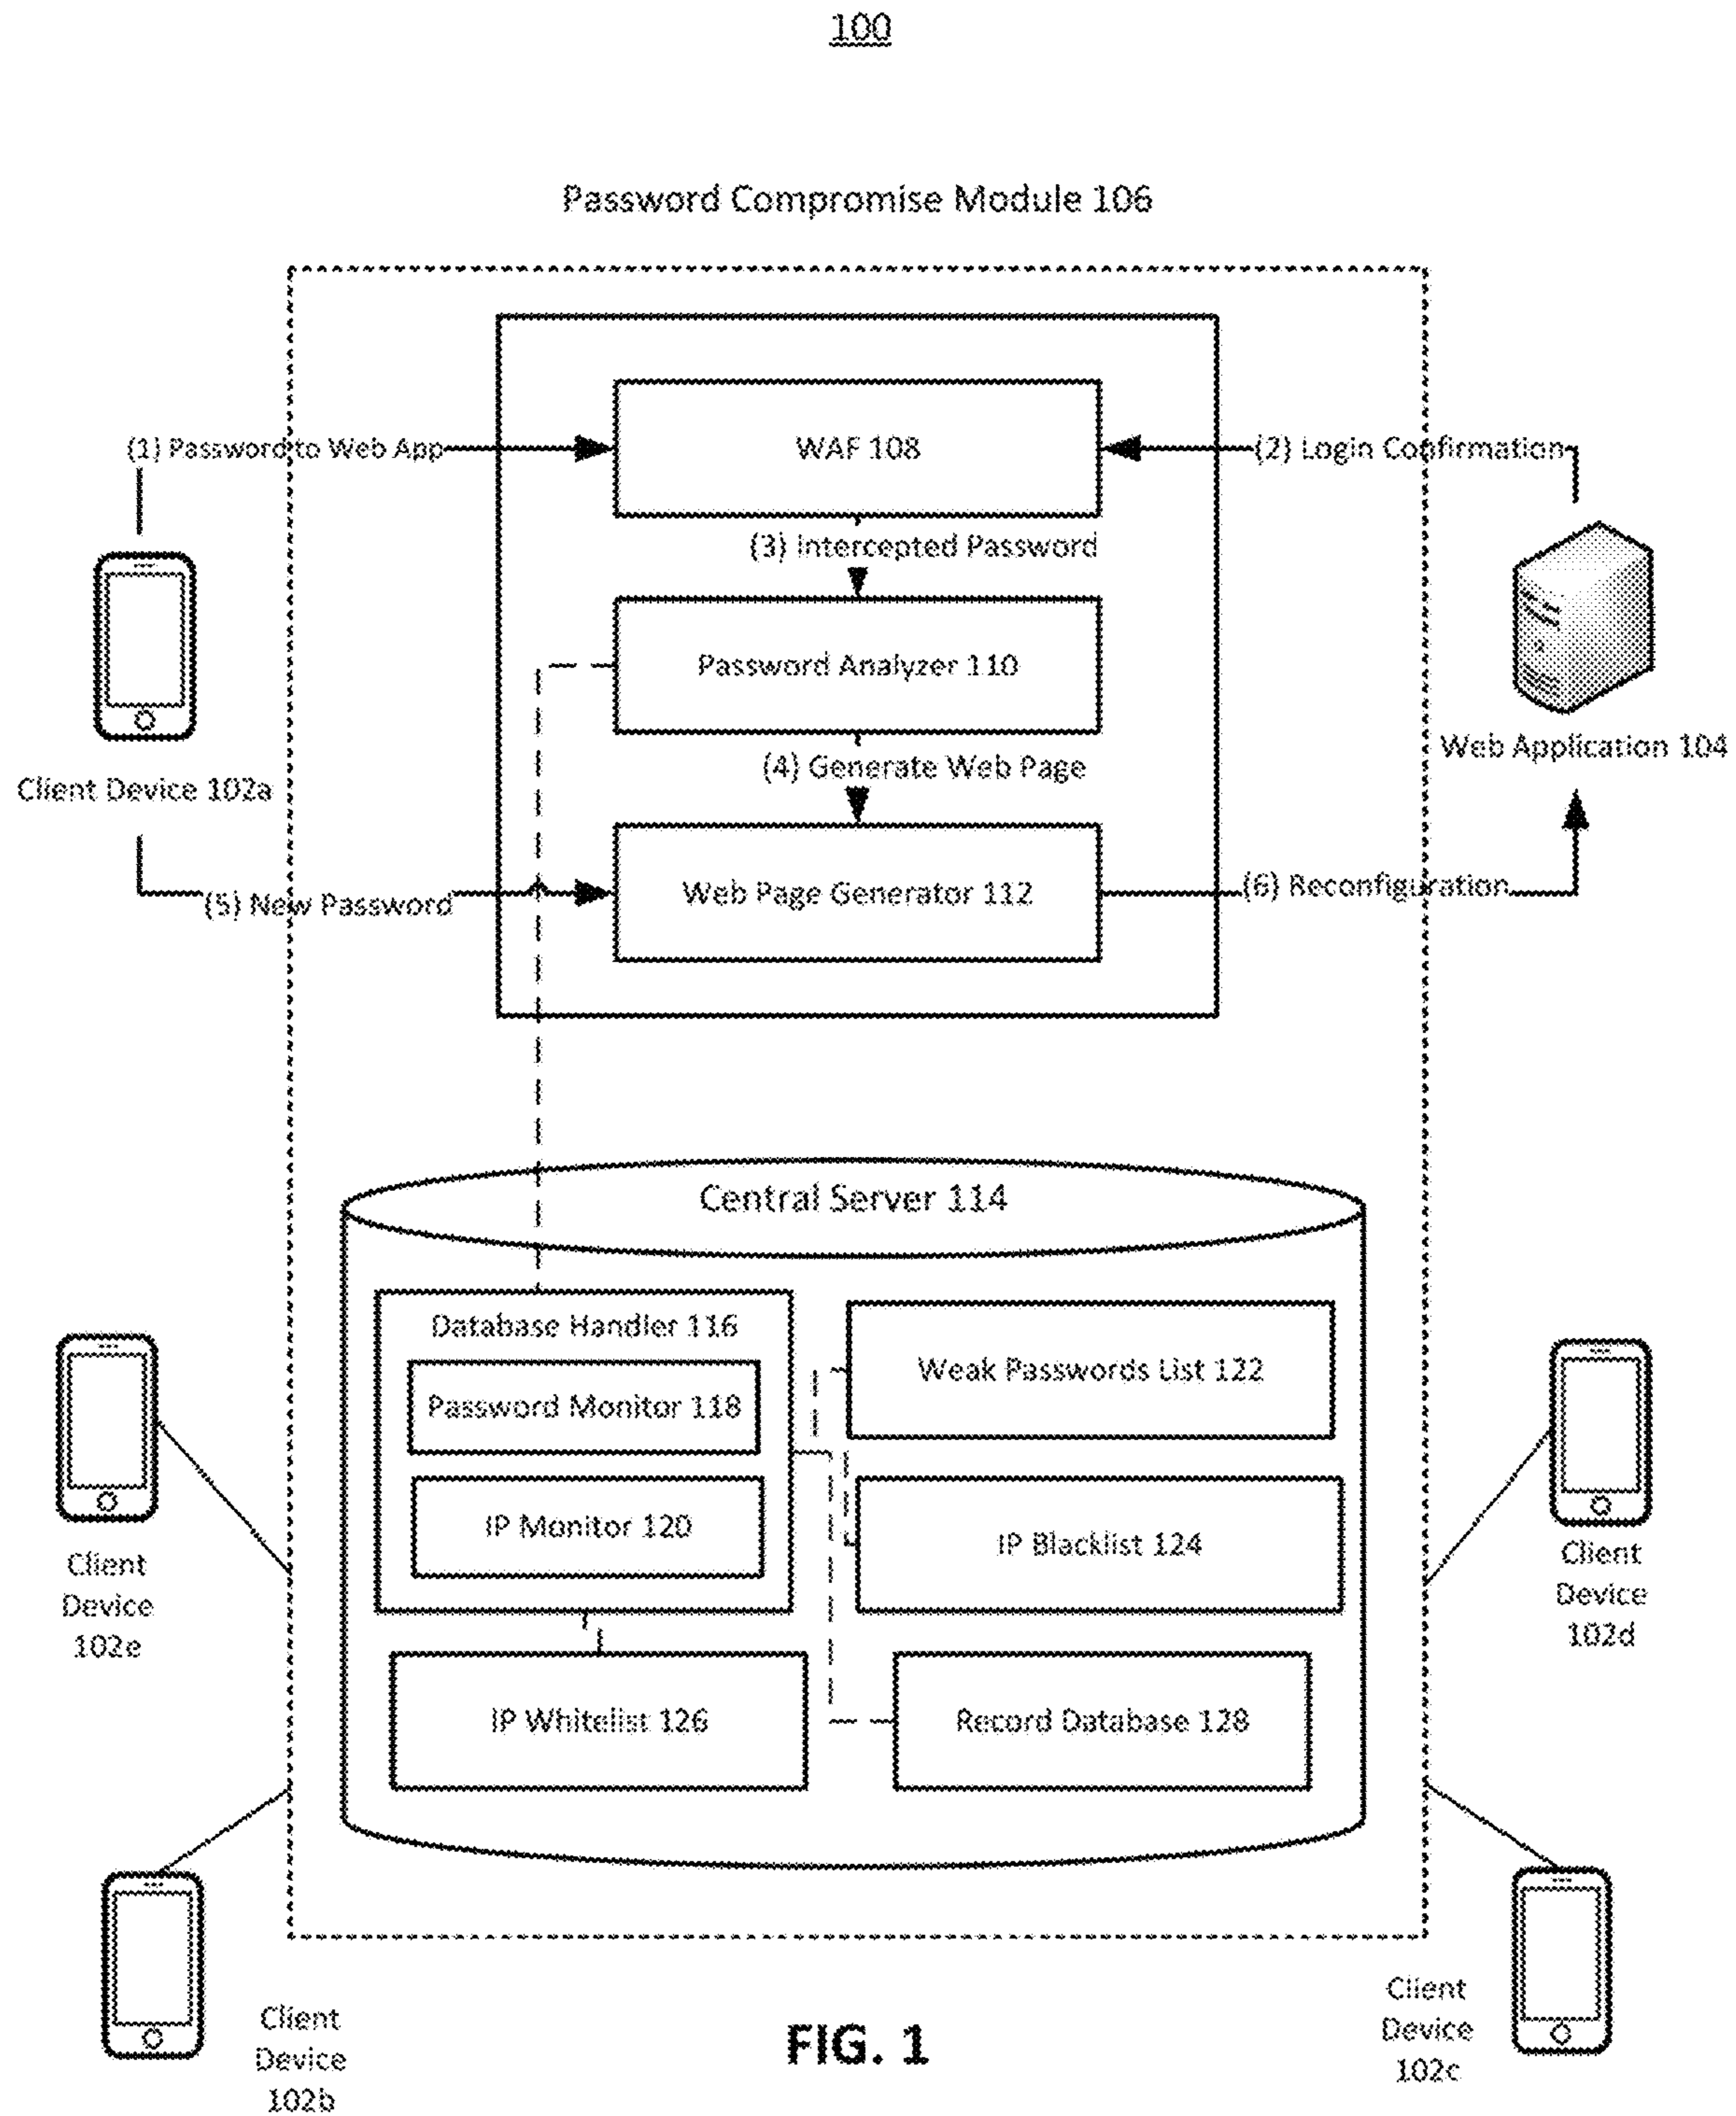 100
Password Compromise Module 106
WAF 108
(1) Password to Web App
(2) Login Confirmation
(3) Intercepted Password
Password Analyzer 110
Web Application 104
(4) Generate Web Page
Client Device 102a
Web Page Generator 112
(5) New Password
(6) Reconfiguration
Central Server 114
Database Handler 116
Password Monitor 118
IP Monitor 120
Weak Passwords List 122
IP Blacklist 124
IP Whitelist 126
Record Database 128
Client
Device
102e
Client
Device
102d
Client
Device
102b
Client
Device
102c
FIG. 1